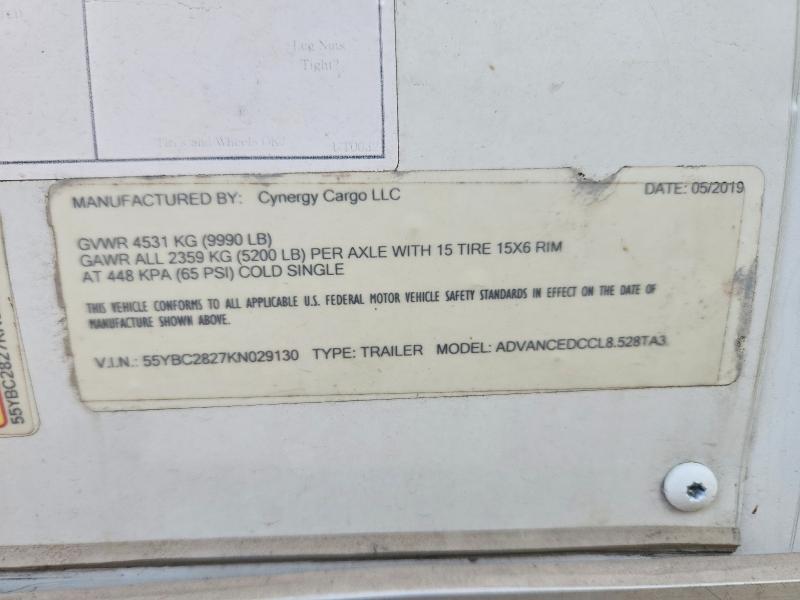 Lug Nuts
Tight?
Tires and Wheels OK?
MANUFACTURED BY: Cynergy Cargo LLC
DATE: 05/2019
GVWR 4531 KG (9990 LB)
GAWR ALL 2359 KG (5200 LB) PER AXLE WITH 15 TIRE 15X6 RIM
AT 448 KPA (65 PSI) COLD SINGLE
THIS VEHICLE CONFORMS TO ALL APPLICABLE U.S. FEDERAL MOTOR VEHICLE SAFETY STANDARDS IN EFFECT ON THE DATE OF
MANUFACTURE SHOWN ABOVE.
V.I.N.: 55YBC2827KN029130 TYPE: TRAILER MODEL: ADVANCEDCCL8.528TA3
55YBC2827KN